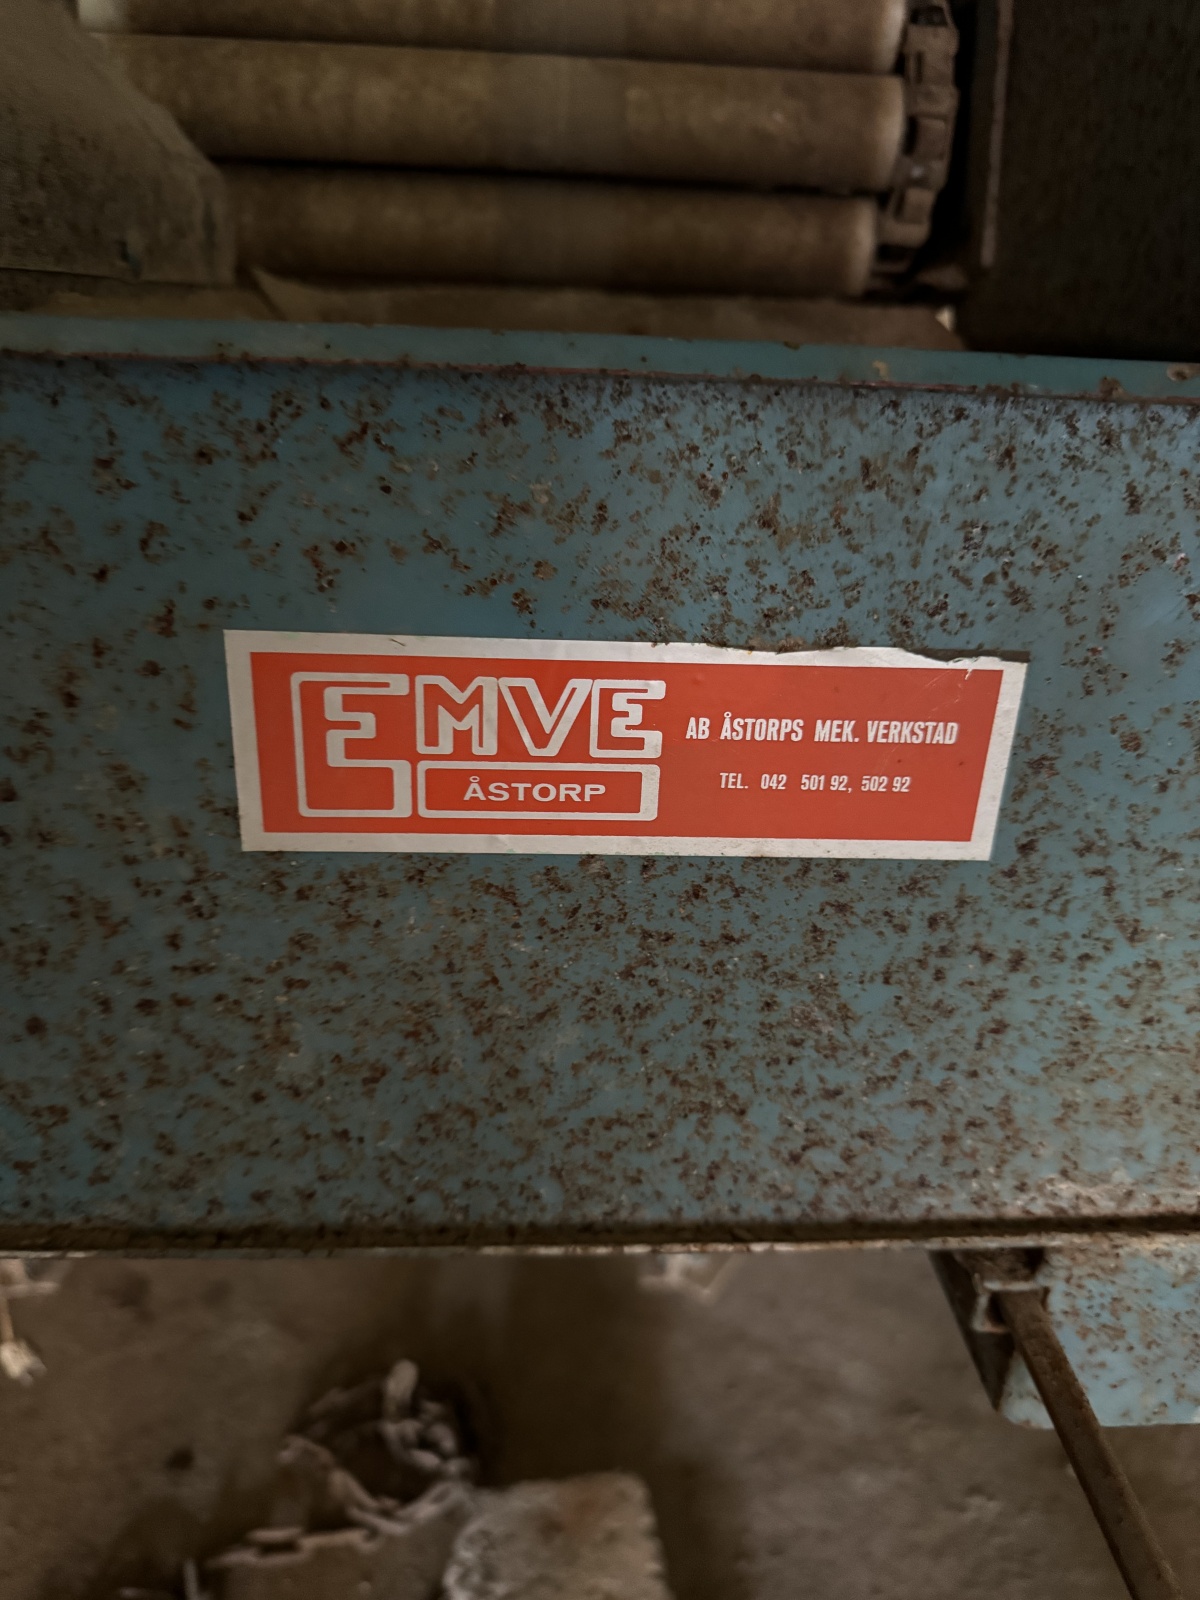 EMVE
ÅSTORP
AB ÅSTORPS MEK. VERKSTAD
TEL. 042 501 92, 502 92